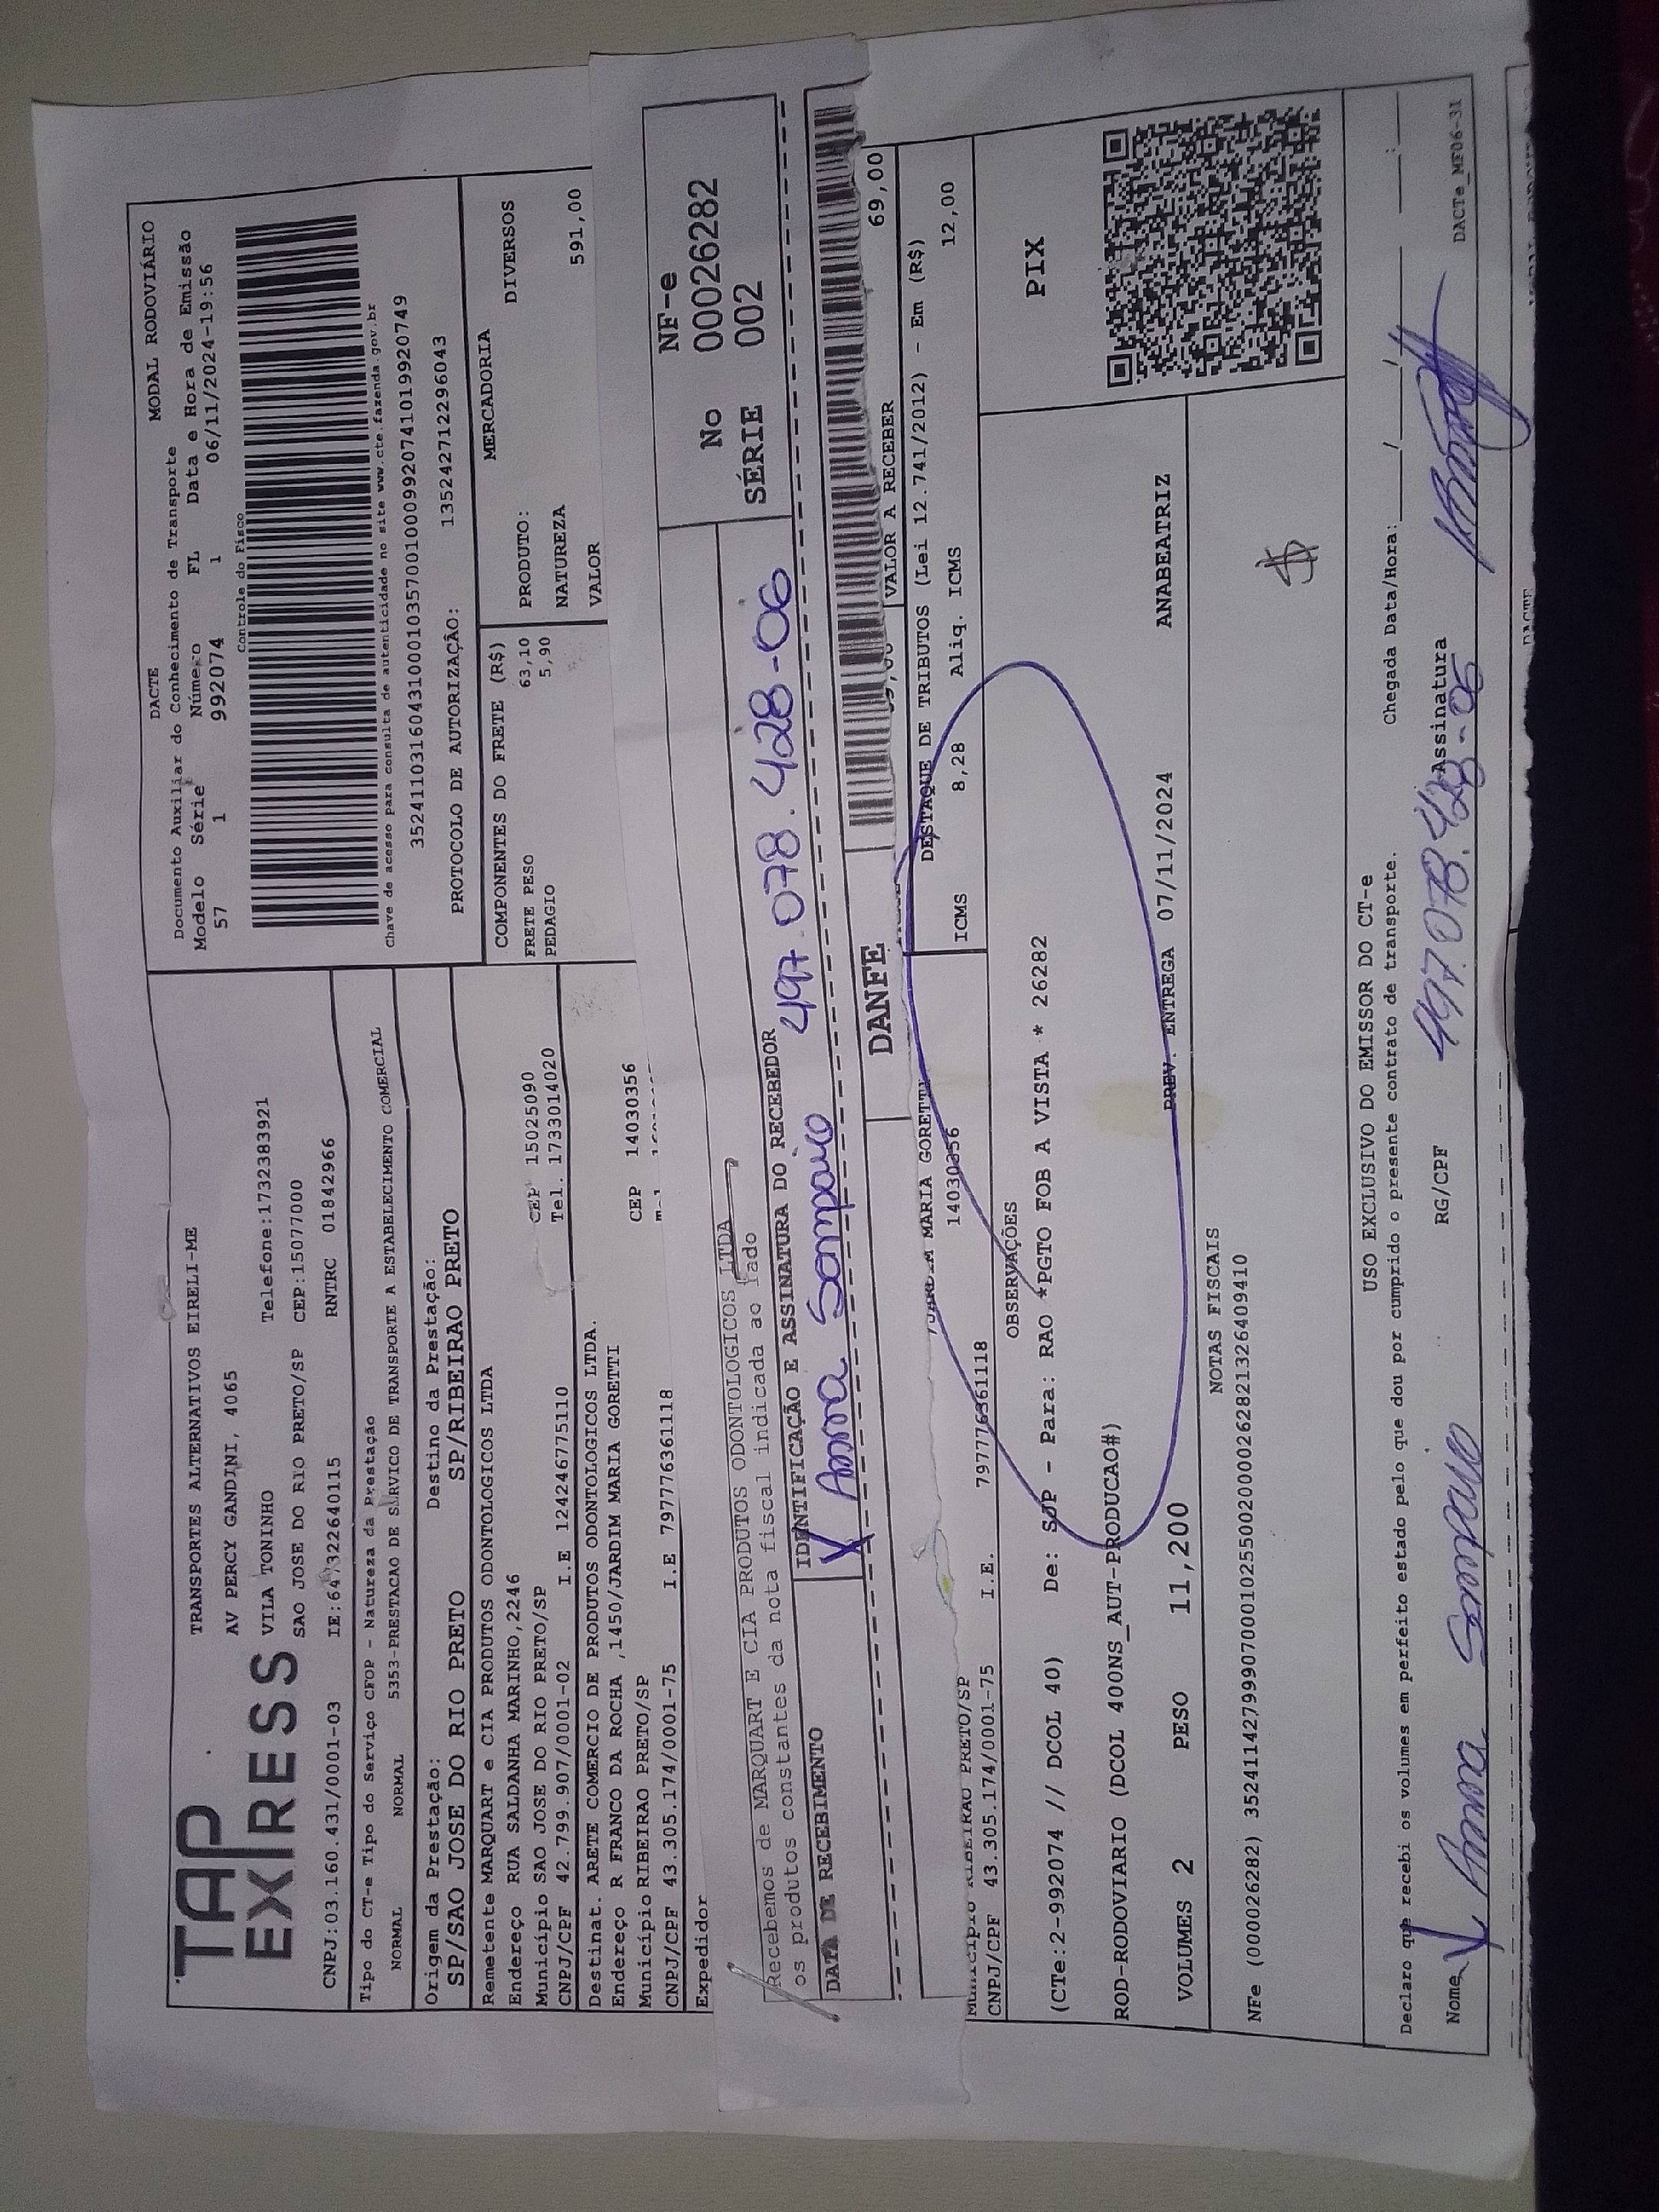 TAP
EXPRESS
TRANSPORTES ALTERNATIVOS EIRELI-ME
AV PERCY GANDINI, 4065
VILA TONINHO Telefone:1732383921
SAO JOSE DO RIO PRETO/SP CEP:15077000
CNPJ:03.160.431/0001-03 IE:647322640115 RNTRC 01842966
DACTE MODAL RODOVIÁRIO
Documento Auxiliar do Conhecimento de Transporte
Modelo Série Número FL Data e Hora de Emissão
57 1 992074 1 06/11/2024-19:56
Controle do Fisco
Chave de acesso para consulta de autenticidade no site www.cte.fazenda.gov.br
35241103160431000103570010009920741019920749
PROTOCOLO DE AUTORIZAÇÃO: 135242712296043
Tipo do CT-e Tipo do Serviço CFOP - Natureza da Prestação
NORMAL NORMAL 5353-PRESTACAO DE SERVICO DE TRANSPORTE A ESTABELECIMENTO COMERCIAL
Origem da Prestação: Destino da Prestação:
SP/SAO JOSE DO RIO PRETO SP/RIBEIRAO PRETO
Remetente MARQUART e CIA PRODUTOS ODONTOLOGICOS LTDA
Endereço RUA SALDANHA MARINHO,2246 CEP 15025090
Município SAO JOSE DO RIO PRETO/SP Tel. 1733014020
CNPJ/CPF 42.799.907/0001-02 I.E 124246775110
Destinat. ARETE COMERCIO DE PRODUTOS ODONTOLOGICOS LTDA.
Endereço R FRANCO DA ROCHA ,1450/JARDIM MARIA GORETTI CEP 14030356
Município RIBEIRAO PRETO/SP
CNPJ/CPF 43.305.174/0001-75 I.E 797776361118
Expedidor
COMPONENTES DO FRETE (R$) MERCADORIA
FRETE PESO 63,10 PRODUTO: DIVERSOS
PEDAGIO 5,90 NATUREZA
VALOR 591,00
Recebemos de MARQUART E CIA PRODUTOS ODONTOLOGICOS LTDA
os produtos constantes da nota fiscal indicada ao lado
NF-e
No 000026282
SÉRIE 002
DATA DE RECEBIMENTO IDENTIFICAÇÃO E ASSINATURA DO RECEBEDOR
X Anna Sampaio 497.078.428-06
DANFE
VALOR A RECEBER 69,00
MARIA GORETTI
Município RIBEIRAO PRETO/SP 14030356
CNPJ/CPF 43.305.174/0001-75 I.E. 797776361118
DESTAQUE DE TRIBUTOS (Lei 12.741/2012) - Em (R$)
ICMS 8,28 Aliq. ICMS 12,00
OBSERVAÇÕES
(CTe:2-992074 // DCOL 40) De: SJP - Para: RAO *PGTO FOB A VISTA * 26282
ROD-RODOVIARIO (DCOL 400NS_AUT-PRODUCAO#)
VOLUMES 2 PESO 11,200 PREV. ENTREGA 07/11/2024 ANABEATRIZ
PIX
NOTAS FISCAIS
NFe (000026282) 35241142799907000102550020000262821326409410
$
USO EXCLUSIVO DO EMISSOR DO CT-e
Declaro que recebi os volumes em perfeito estado pelo que dou por cumprido o presente contrato de transporte. Chegada Data/Hora:___/___/___ ___:___
Nome X Anna Sampaio RG/CPF 497.078.428-06 Assinatura
DACTe_MF06-31
DACTE